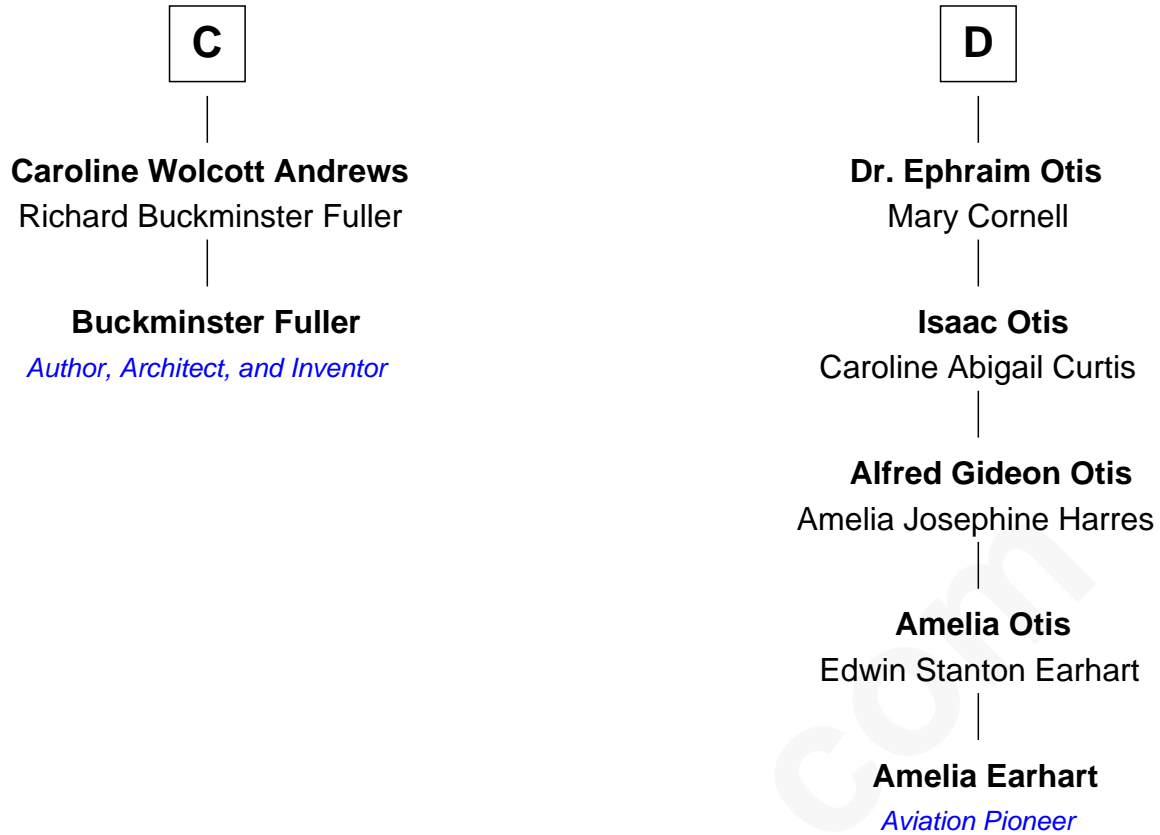 C
Caroline Wolcott Andrews
Richard Buckminster Fuller
Buckminster Fuller
Author, Architect, and Inventor
D
Dr. Ephraim Otis
Mary Cornell
Isaac Otis
Caroline Abigail Curtis
Alfred Gideon Otis
Amelia Josephine Harres
Amelia Otis
Edwin Stanton Earhart
Amelia Earhart
Aviation Pioneer
com